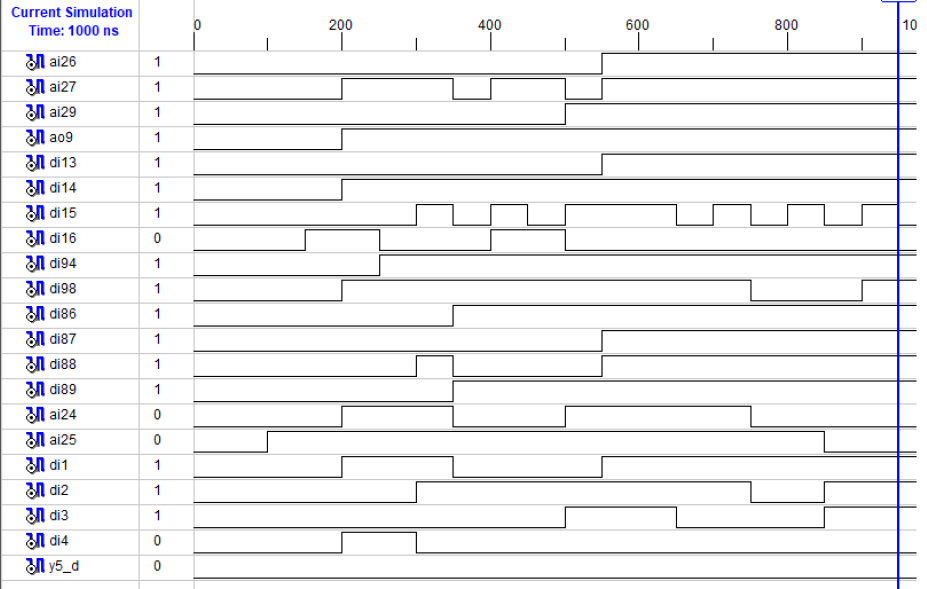 Current Simulation
Time: 1000 ns
0 200 400 600 800 10
ai26 1
ai27 1
ai29 1
ao9 1
di13 1
di14 1
di15 1
di16 0
di94 1
di98 1
di86 1
di87 1
di88 1
di89 1
ai24 0
ai25 0
di1 1
di2 1
di3 1
di4 0
y5_d 0